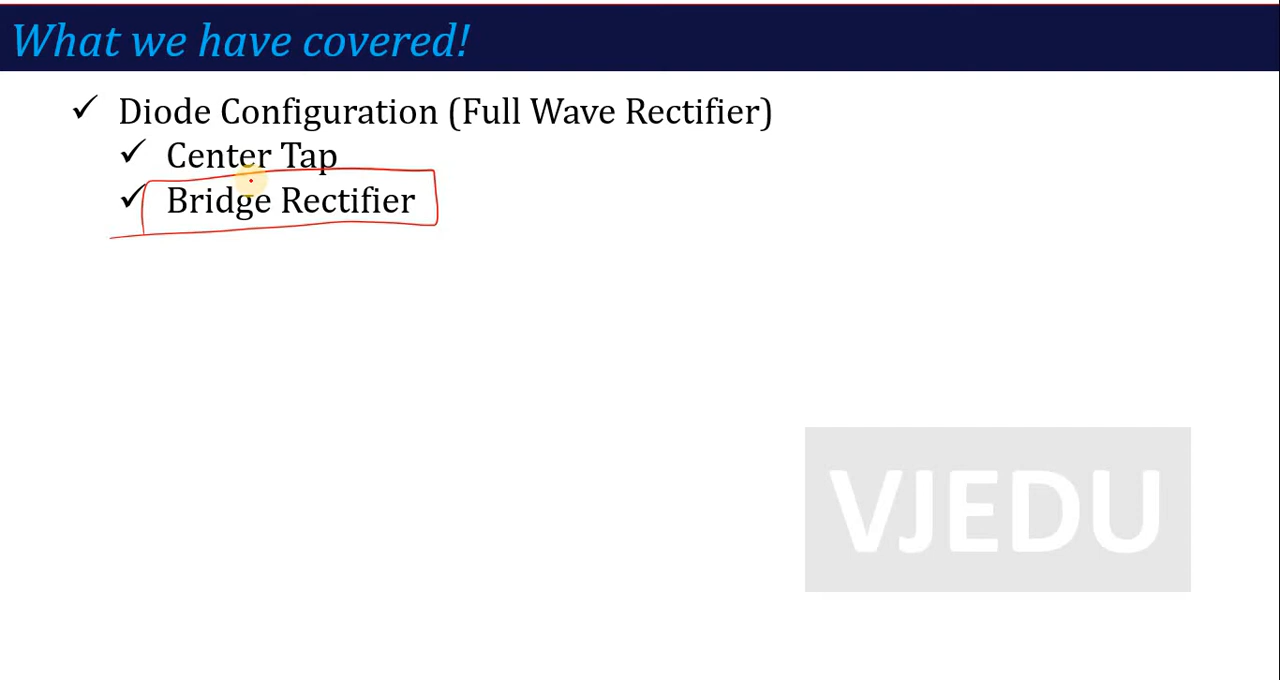 What we have covered!
✓ Diode Configuration (Full Wave Rectifier)
✓ Center Tap
✓ Bridge Rectifier
VJEDU